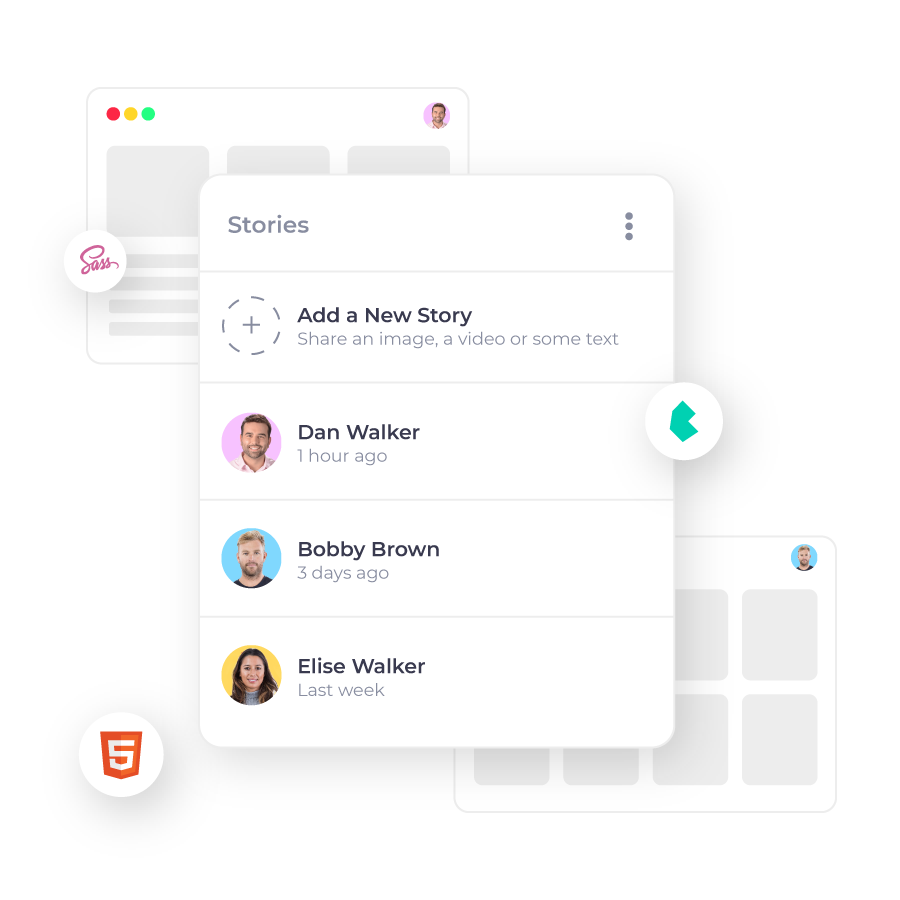 Stories
Sass
Add a New Story
Share an image, a video or some text
Dan Walker
1 hour ago
Bobby Brown
3 days ago
Elise Walker
Last week
5